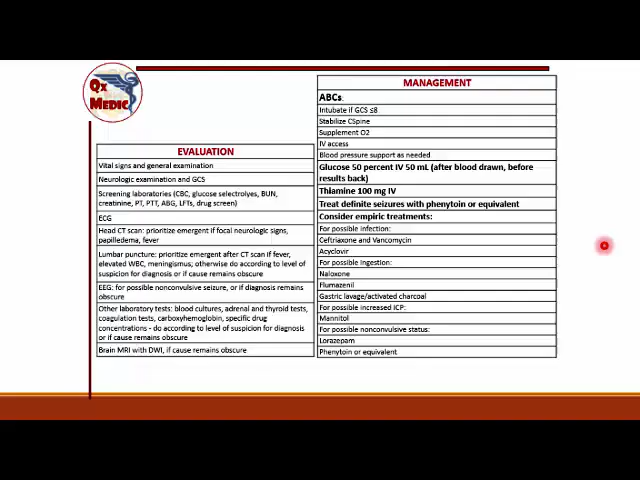 Qx
MEDIC
EVALUATION
Vital signs and general examination
Neurologic examination and GCS
Screening laboratories (CBC, glucose selectrolyes, BUN,
creatinine, PT, PTT, ABG, LFTs, drug screen)
ECG
Head CT scan: prioritize emergent if focal neurologic signs,
papilledema, fever
Lumbar puncture: prioritize emergent after CT scan if fever,
elevated WBC, meningismus; otherwise do according to level of
suspicion for diagnosis or if cause remains obscure
EEG: for possible nonconvulsive seizure, or if diagnosis remains
obscure
Other laboratory tests: blood cultures, adrenal and thyroid tests,
coagulation tests, carboxyhemoglobin, specific drug
concentrations - do according to level of suspicion for diagnosis
or if cause remains obscure
Brain MRI with DWI, if cause remains obscure
MANAGEMENT
ABCs:
Intubate if GCS ≤8
Stabilize CSpine
Supplement O2
IV access
Blood pressure support as needed
Glucose 50 percent IV 50 mL (after blood drawn, before
results back)
Thiamine 100 mg IV
Treat definite seizures with phenytoin or equivalent
Consider empiric treatments:
For possible infection:
Ceftriaxone and Vancomycin
Acyclovir
For possible ingestion:
Naloxone
Flumazenil
Gastric lavage/activated charcoal
For possible increased ICP:
Mannitol
For possible nonconvulsive status:
Lorazepam
Phenytoin or equivalent